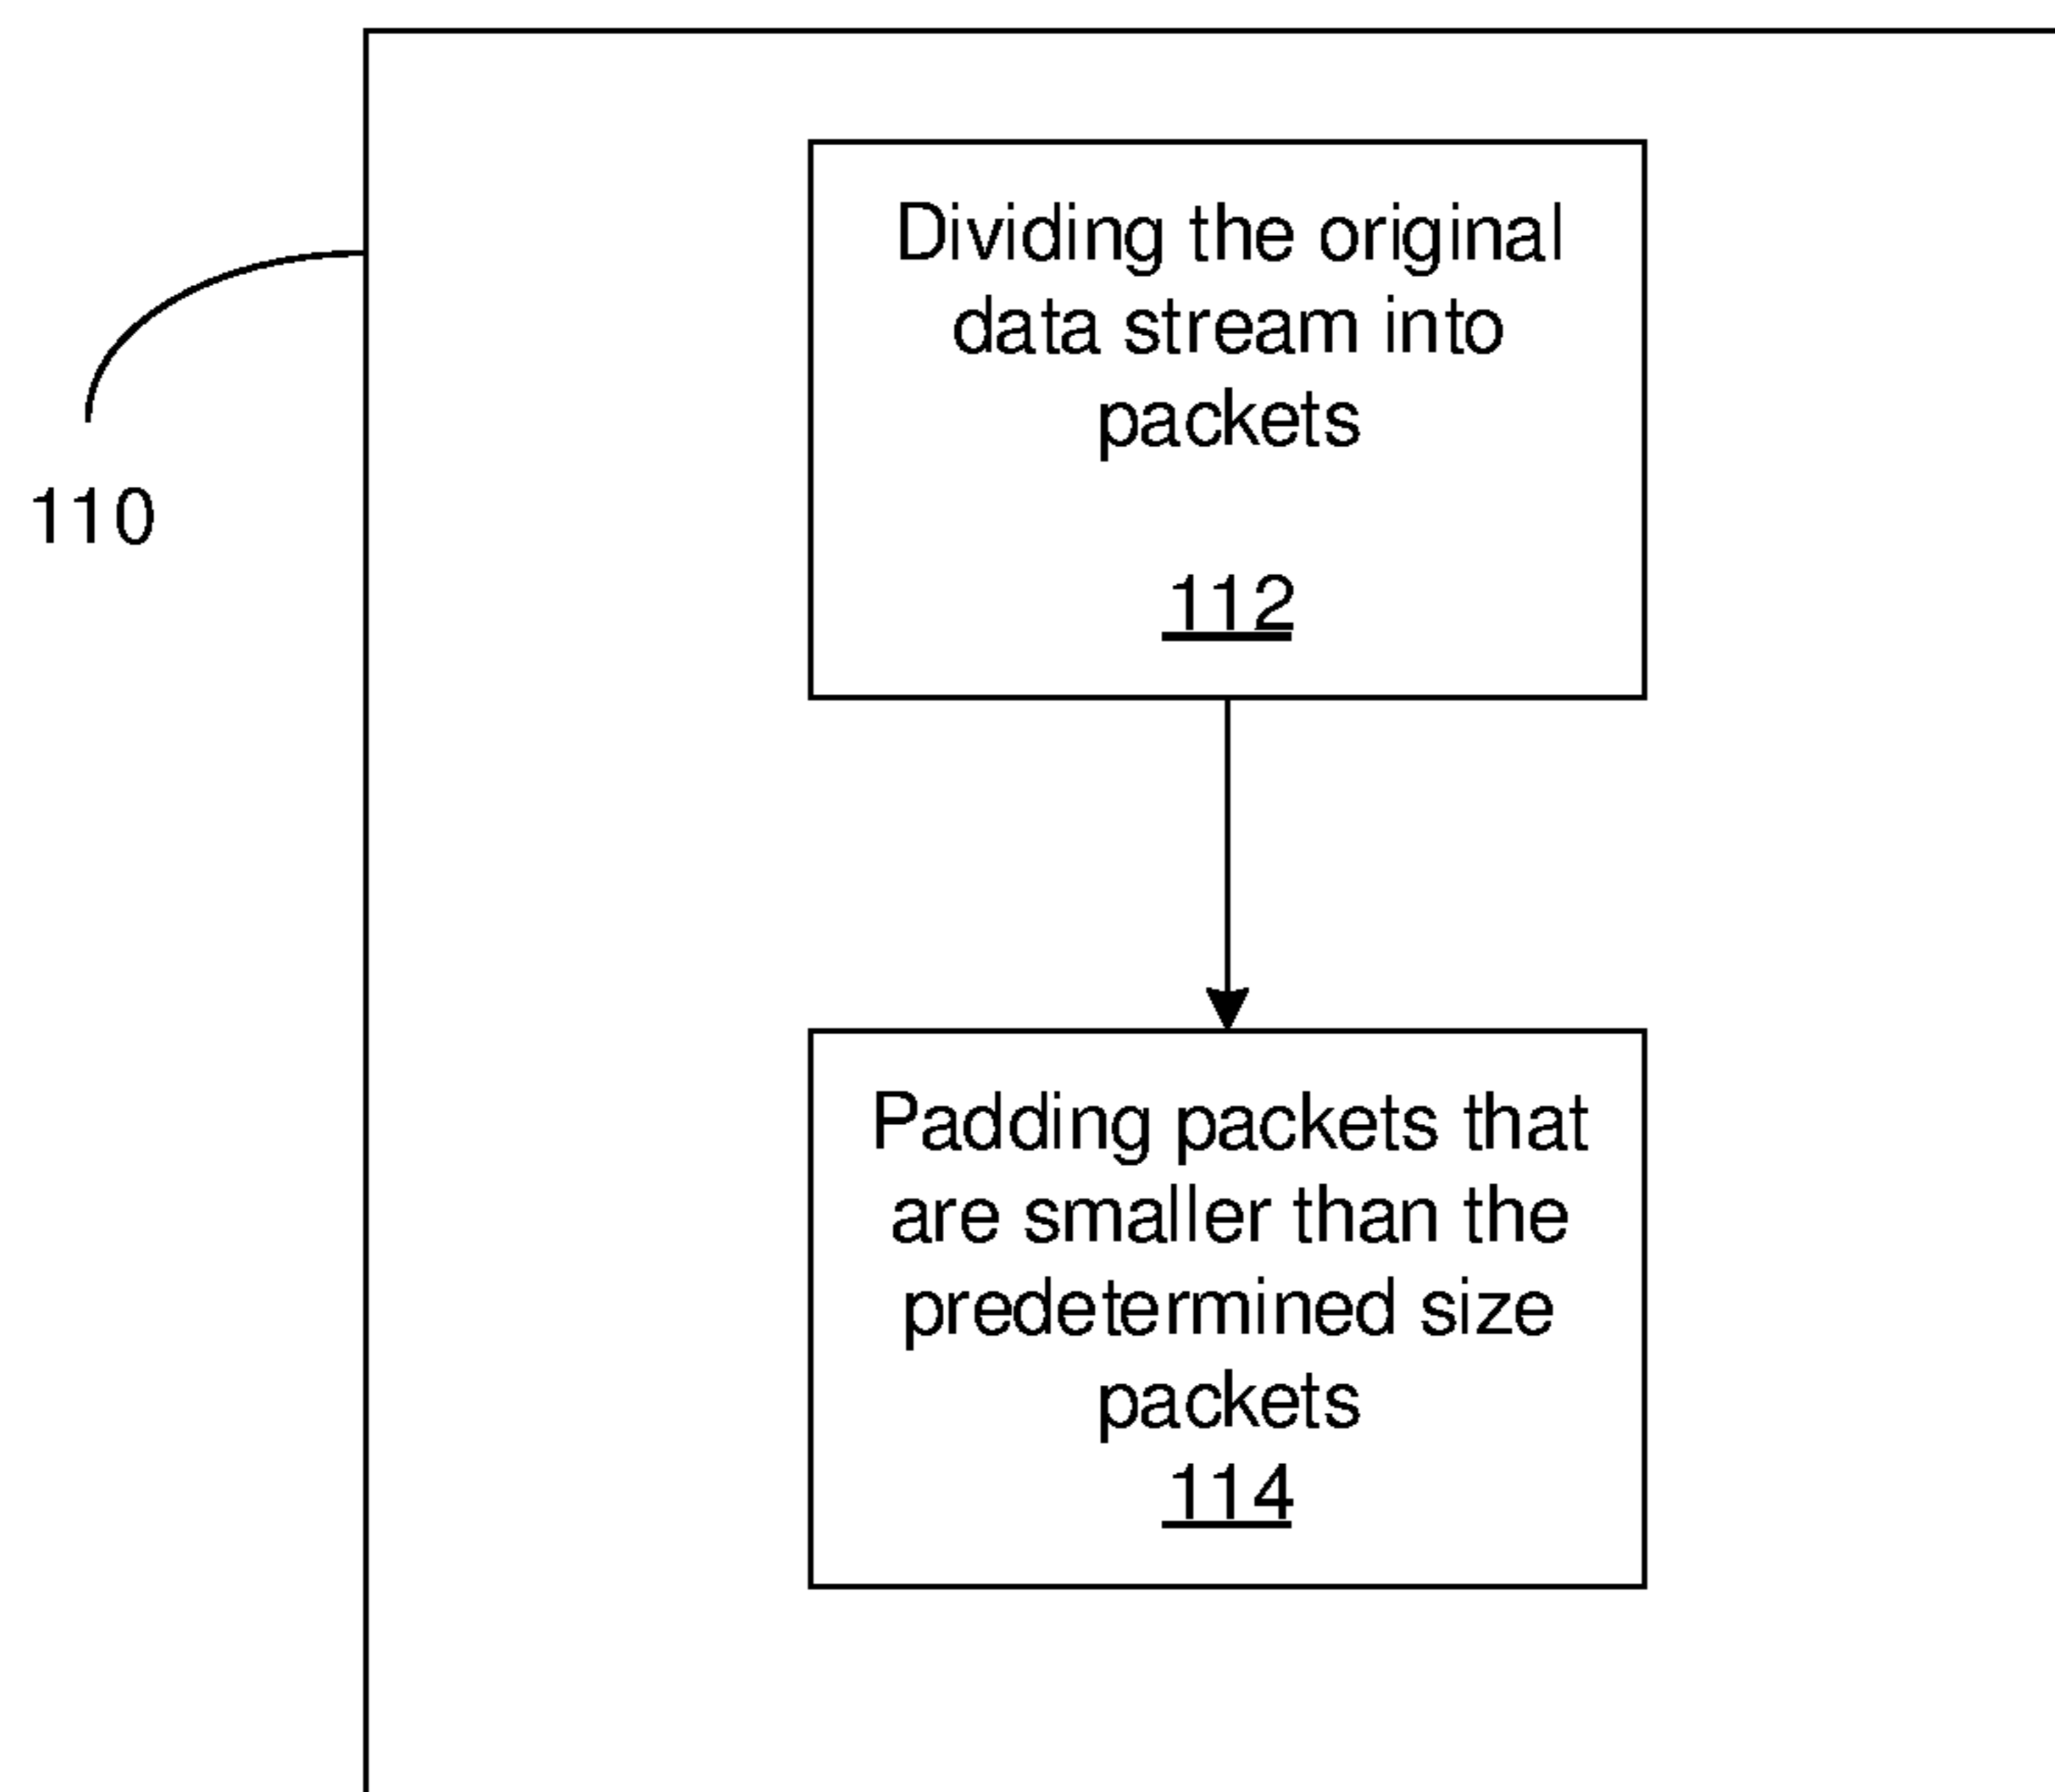 Dividing the original
data stream into
packets
110
112
Padding packets that
are smaller than the
predetermined size
packets
114